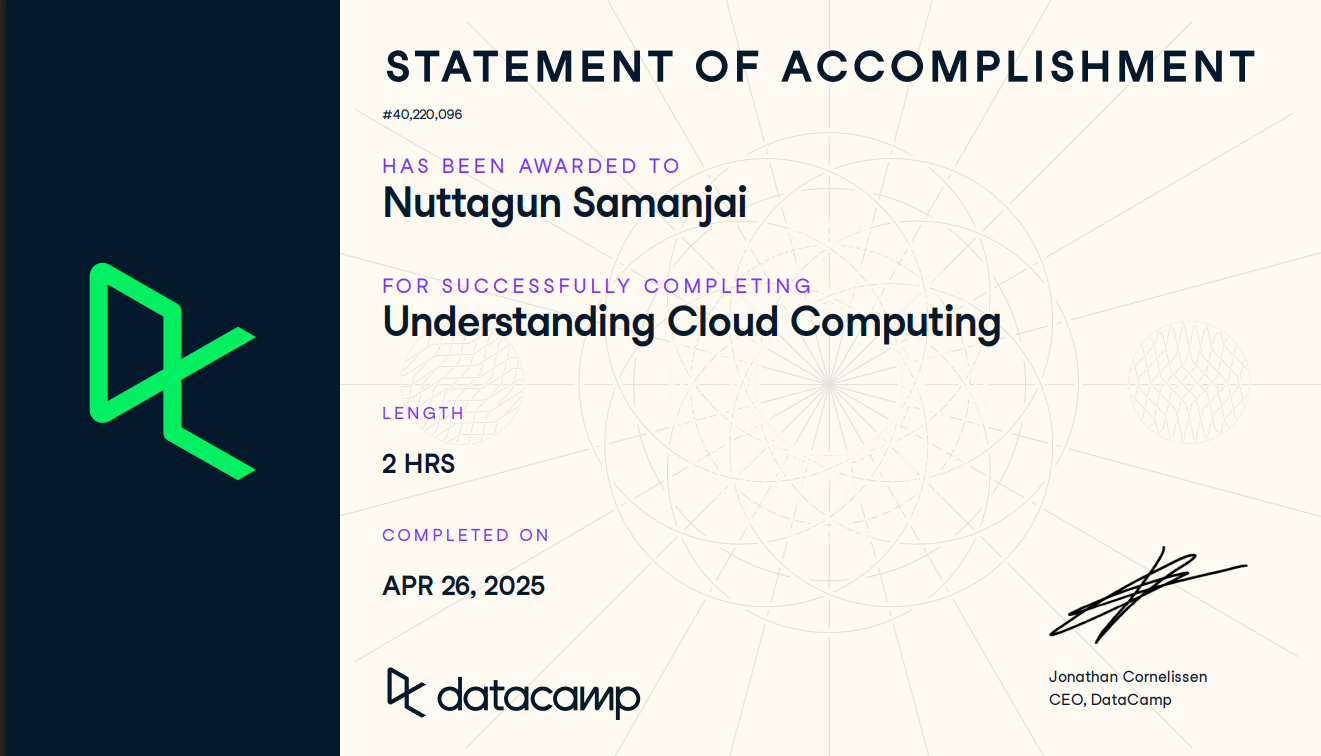 STATEMENT OF ACCOMPLISHMENT
#40,220,096
HAS BEEN AWARDED TO
Nuttagun Samanjai
FOR SUCCESSFULLY COMPLETING
Understanding Cloud Computing
LENGTH
2 HRS
COMPLETED ON
APR 26, 2025
datacamp
Jonathan Cornelissen
CEO, DataCamp